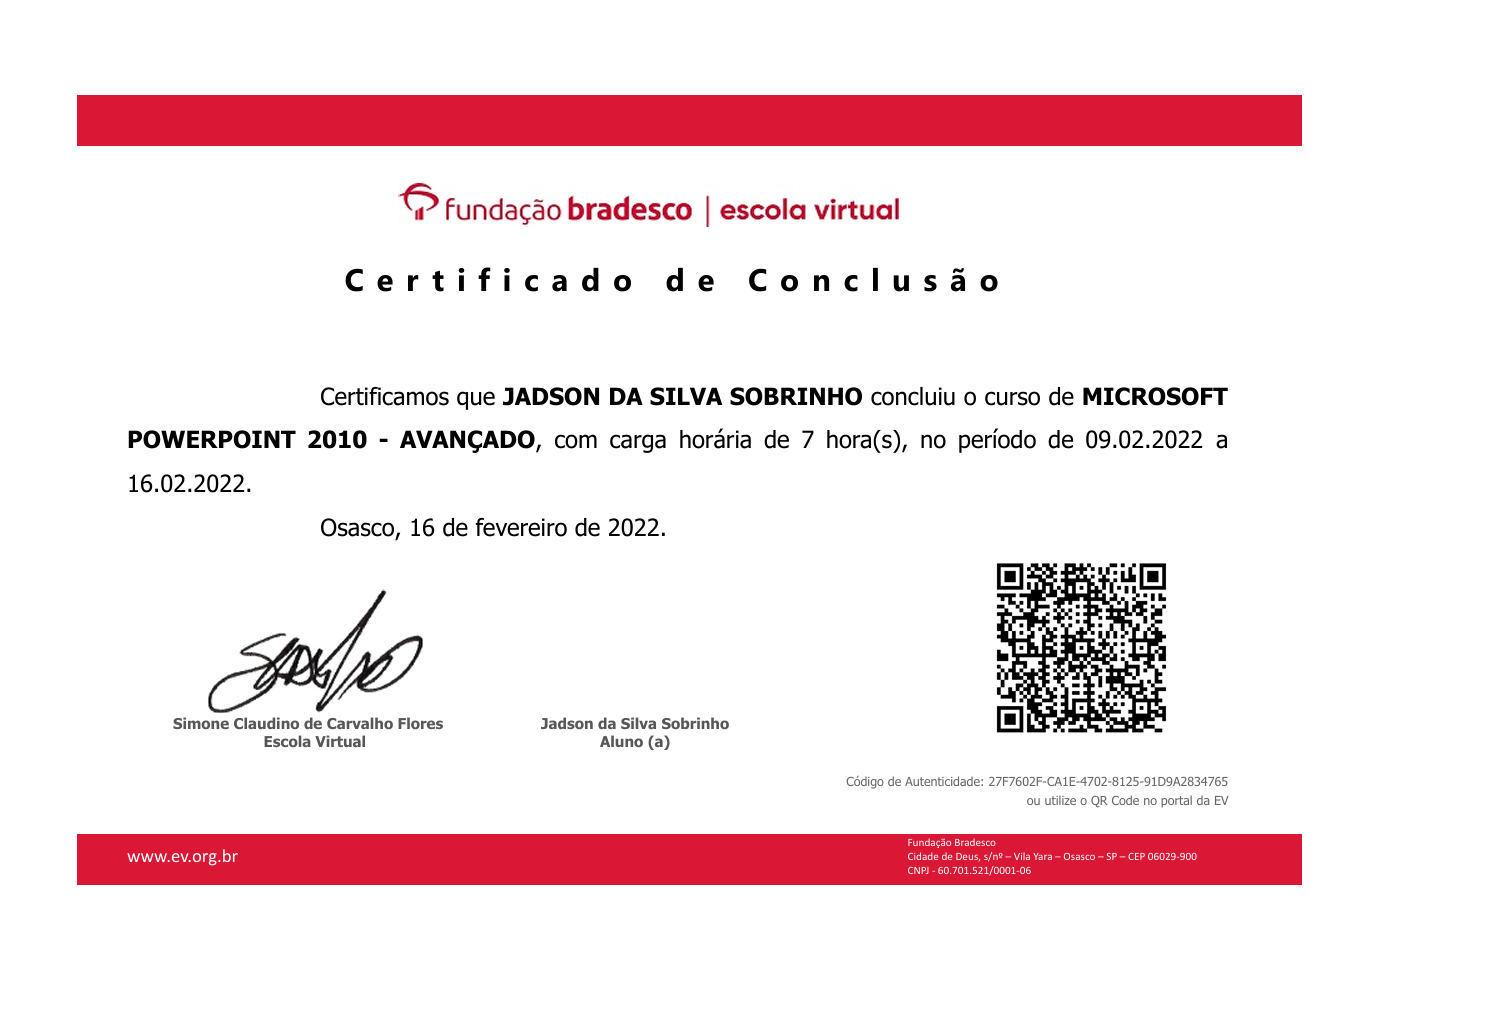 fundação bradesco | escola virtual
Certificado de Conclusão
Certificamos que JADSON DA SILVA SOBRINHO concluiu o curso de MICROSOFT
POWERPOINT 2010 - AVANÇADO, com carga horária de 7 hora(s), no período de 09.02.2022 a
16.02.2022.
Osasco, 16 de fevereiro de 2022.
Simone Claudino de Carvalho Flores
Escola Virtual
Jadson da Silva Sobrinho
Aluno (a)
Código de Autenticidade: 27F7602F-CA1E-4702-8125-91D9A2834765
ou utilize o QR Code no portal da EV
www.ev.org.br
Fundação Bradesco
Cidade de Deus, s/nº – Vila Yara – Osasco – SP – CEP 06029-900
CNPJ - 60.701.521/0001-06